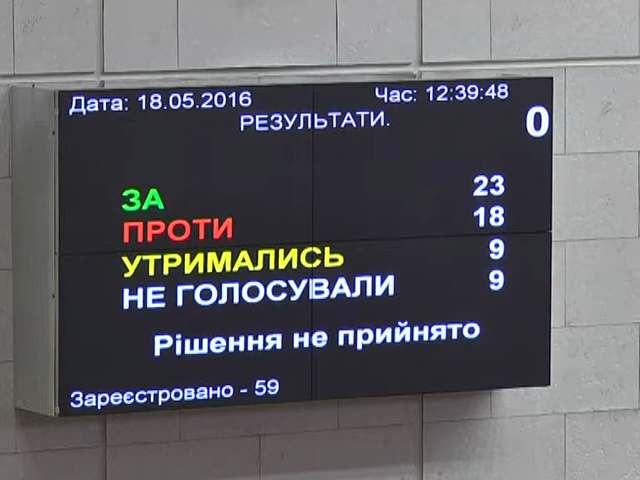 Дата: 18.05.2016 Час: 12:39:48
РЕЗУЛЬТАТИ. 0
ЗА 23
ПРОТИ 18
УТРИМАЛИСЬ 9
НЕ ГОЛОСУВАЛИ 9
Рішення не прийнято
Зареєстровано - 59